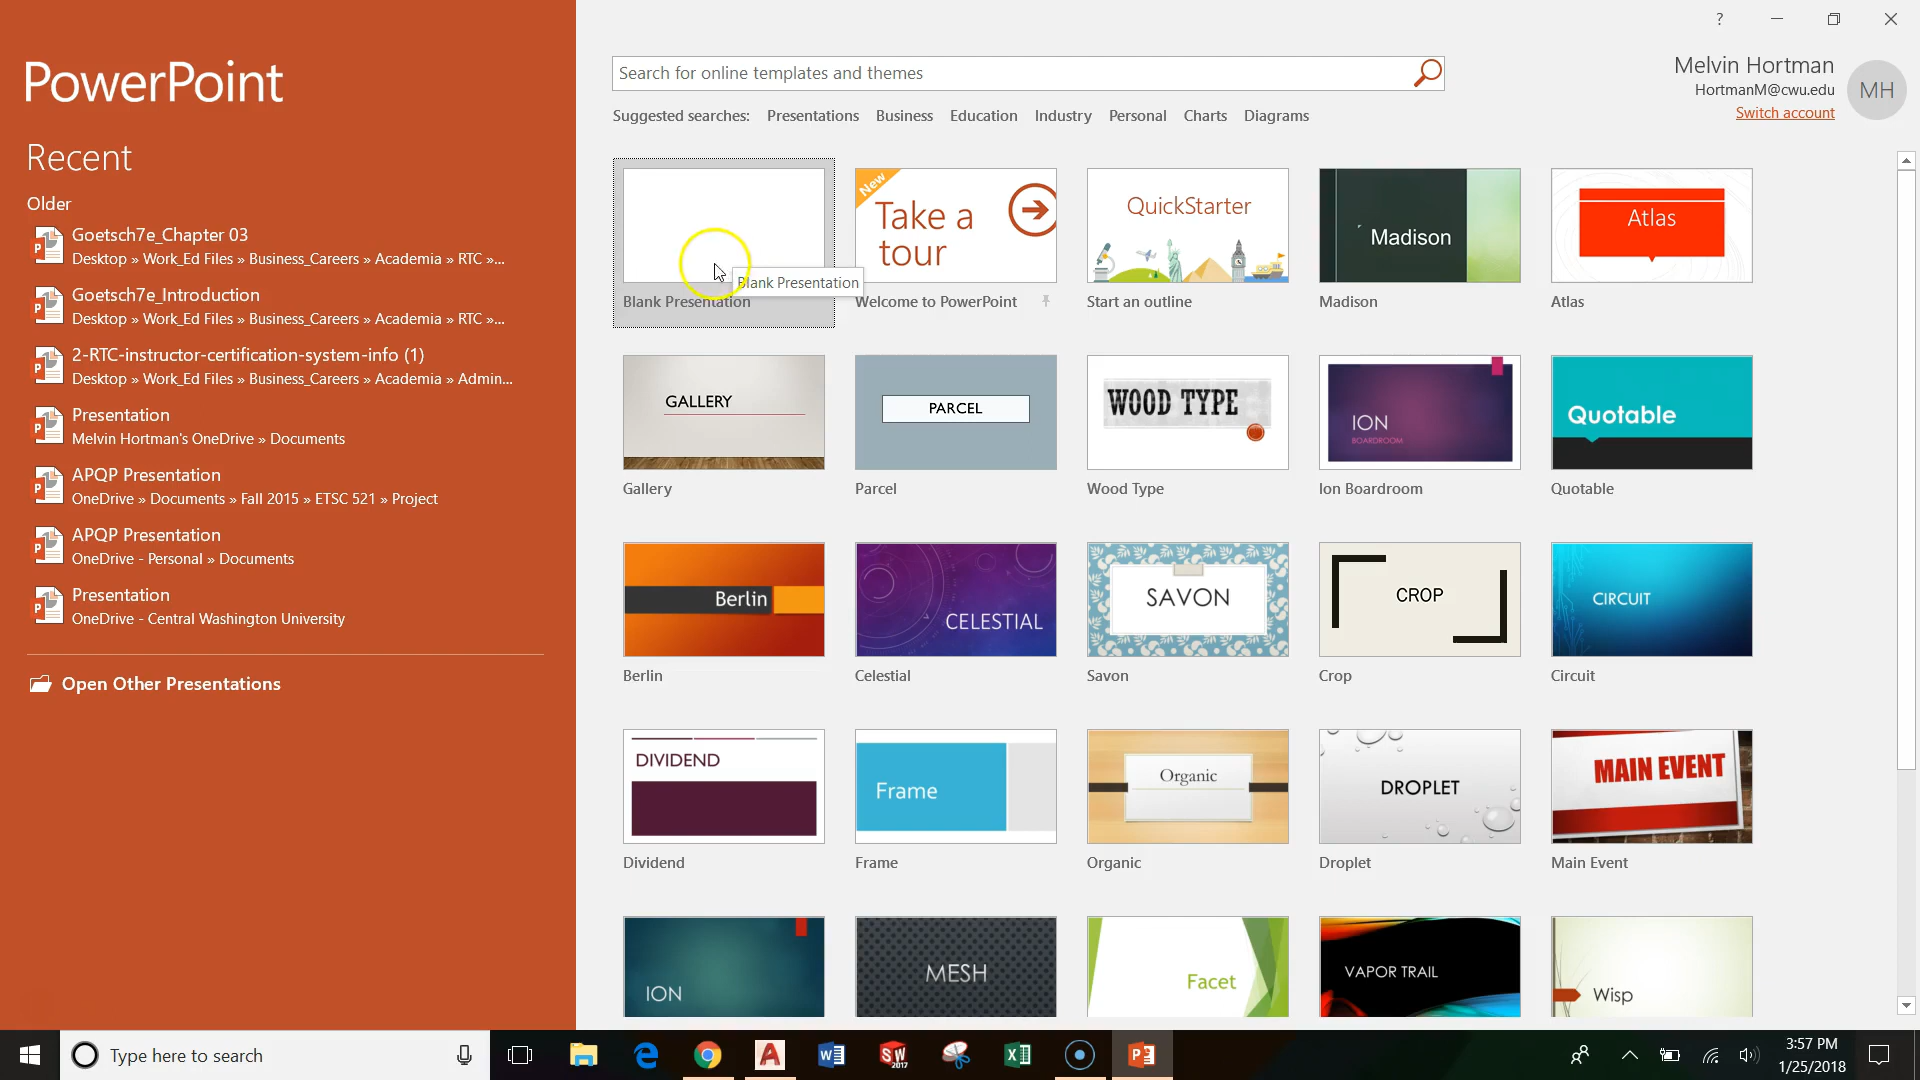 ?
PowerPoint
Search for online templates and themes
Melvin Hortman
HortmanM@cwu.edu
MH
Switch account
Suggested searches: Presentations Business Education Industry Personal Charts Diagrams
Recent
Older
Goetsch7e_Chapter 03
Desktop » Work_Ed Files » Business_Careers » Academia » RTC »...
Goetsch7e_Introduction
Desktop » Work_Ed Files » Business_Careers » Academia » RTC »...
2-RTC-instructor-certification-system-info (1)
Desktop » Work_Ed Files » Business_Careers » Academia » Admin...
Presentation
Melvin Hortman's OneDrive » Documents
APQP Presentation
OneDrive » Documents » Fall 2015 » ETSC 521 » Project
APQP Presentation
OneDrive - Personal » Documents
Presentation
OneDrive - Central Washington University
Open Other Presentations
New
Take a
tour
QuickStarter
Madison
Atlas
Blank Presentation
Blank Presentation
Welcome to PowerPoint
Start an outline
Madison
Atlas
GALLERY
PARCEL
WOOD TYPE
ION
BOARDROOM
Quotable
Gallery
Parcel
Wood Type
Ion Boardroom
Quotable
Berlin
CELESTIAL
SAVON
CROP
CIRCUIT
Berlin
Celestial
Savon
Crop
Circuit
DIVIDEND
Frame
Organic
DROPLET
MAIN EVENT
Dividend
Frame
Organic
Droplet
Main Event
ION
MESH
Facet
VAPOR TRAIL
Wisp
Type here to search
SW
2017
3:57 PM
1/25/2018